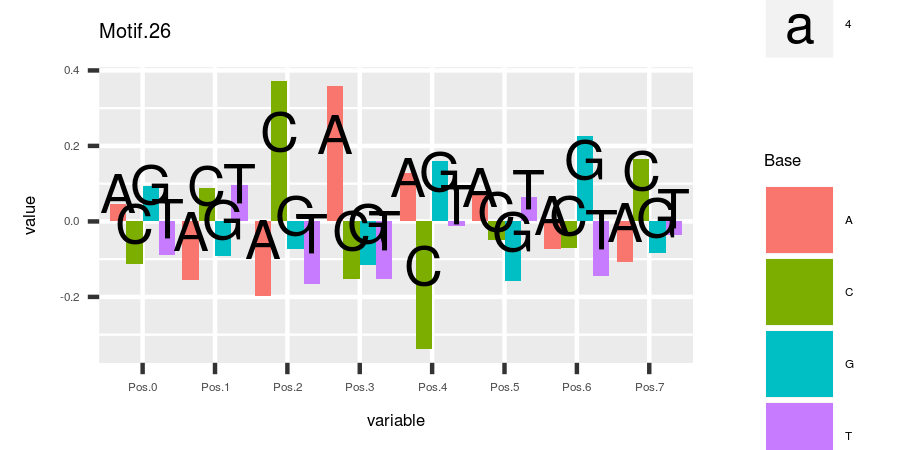 Motif.26
a 4
0.4
0.2
0.0
-0.2
value
A C G T A C G T A C G T A C G T A C G T A C G T A C G T A C G T
Pos.0 Pos.1 Pos.2 Pos.3 Pos.4 Pos.5 Pos.6 Pos.7
variable
Base
A
C
G
T